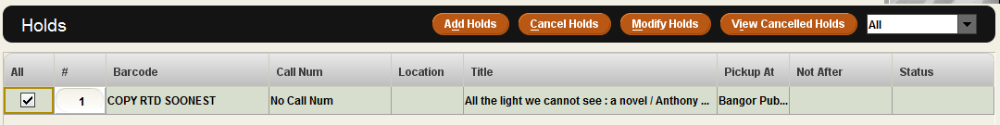 Holds Add Holds Cancel Holds Modify Holds View Cancelled Holds All
All # Barcode Call Num Location Title Pickup At Not After Status
1 COPY RTD SOONEST No Call Num All the light we cannot see : a novel / Anthony ... Bangor Pub...